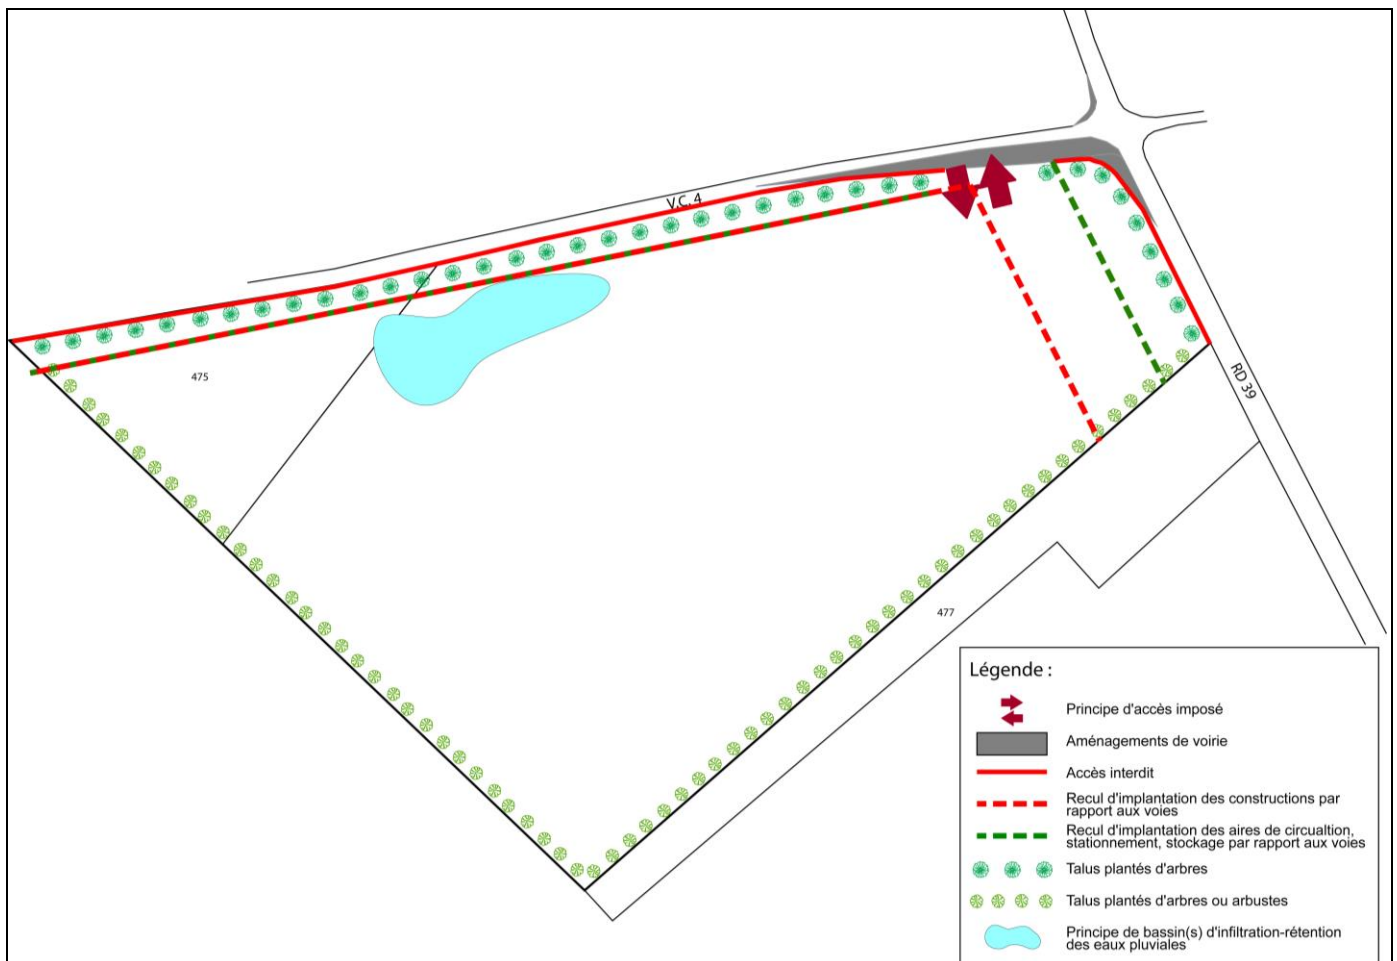 V.C. 4
475
RD 39
477
Légende :
Principe d'accès imposé
Aménagements de voirie
Accès interdit
Recul d'implantation des constructions par
rapport aux voies
Recul d'implantation des aires de circualtion,
stationnement, stockage par rapport aux voies
Talus plantés d'arbres
Talus plantés d'arbres ou arbustes
Principe de bassin(s) d'infiltration-rétention
des eaux pluviales